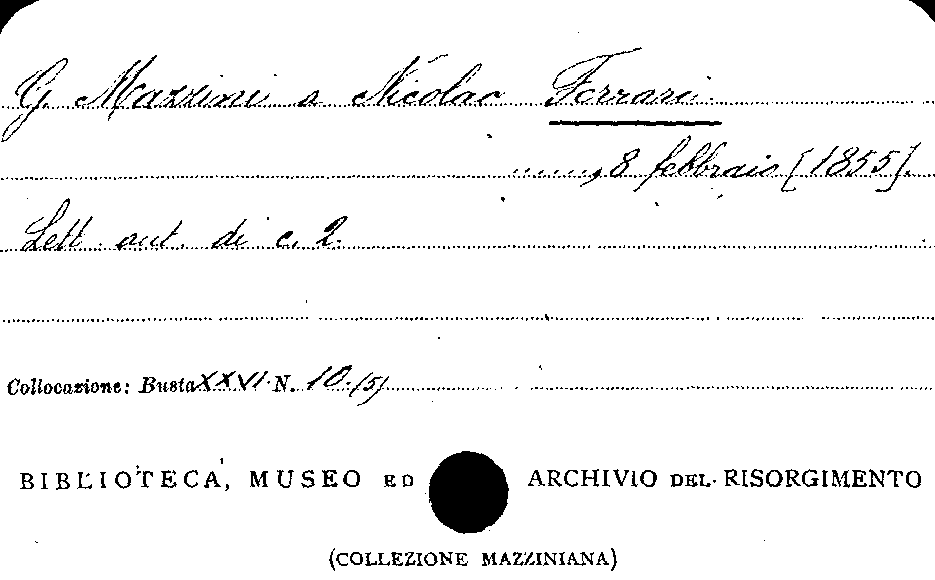 G. Mazzini a Nicolao Ferrari.
......, 8 febbraio [1855].
Lett. aut. di c. 2.
Collocazione: Busta XXVI. N. 10.(5)
BIBLIOTECA, MUSEO ED ARCHIVIO DEL RISORGIMENTO
(COLLEZIONE MAZZINIANA)